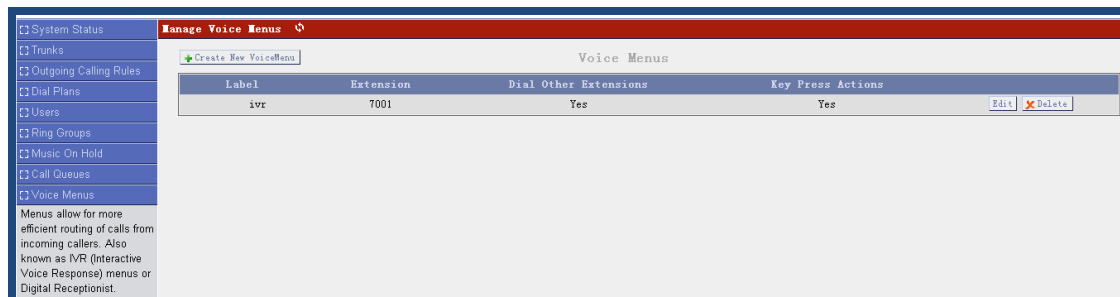 System Status
Trunks
Outgoing Calling Rules
Dial Plans
Users
Ring Groups
Music On Hold
Call Queues
Voice Menus
Menus allow for more
efficient routing of calls from
incoming callers. Also
known as IVR (Interactive
Voice Response) menus or
Digital Receptionist.
Manage Voice Menus
Create New VoiceMenu
Voice Menus
Label Extension Dial Other Extensions Key Press Actions
ivr 7001 Yes Yes Edit Delete